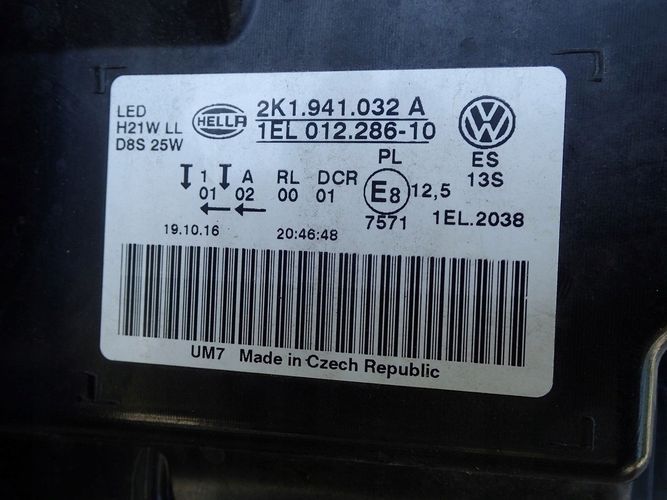 LED
H21W LL
D8S 25W
HELLA
2K1.941.032 A
1EL 012.286-10
VW
PL
ES
13S
1 A RL DCR
01 02 00 01
E8 12,5
7571
1EL.2038
19.10.16 20:46:48
UM7 Made in Czech Republic